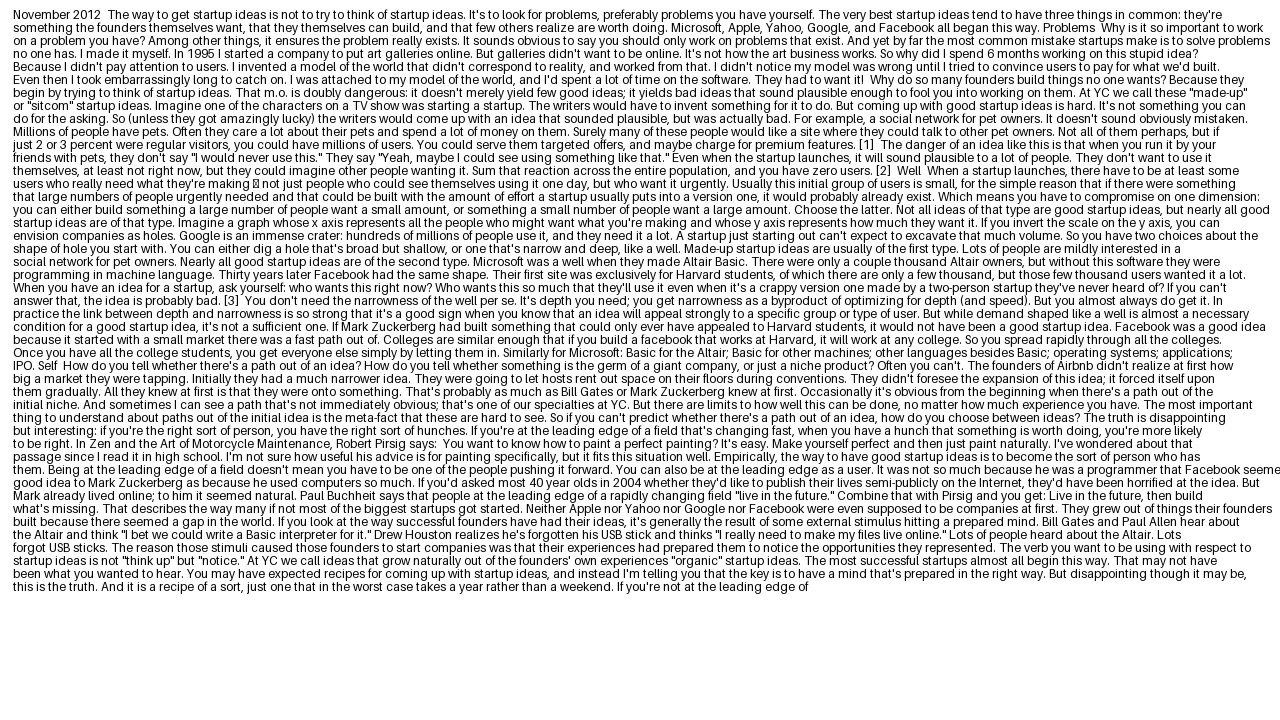 November 2012  The way to get startup ideas is not to try to think of startup ideas. It's to look for problems, preferably problems you have yourself. The very best startup ideas tend to have three things in common: they're
something the founders themselves want, that they themselves can build, and that few others realize are worth doing. Microsoft, Apple, Yahoo, Google, and Facebook all began this way. Problems  Why is it so important to work
on a problem you have? Among other things, it ensures the problem really exists. It sounds obvious to say you should only work on problems that exist. And yet by far the most common mistake startups make is to solve problems
no one has. I made it myself. In 1995 I started a company to put art galleries online. But galleries didn't want to be online. It's not how the art business works. So why did I spend 6 months working on this stupid idea?
Because I didn't pay attention to users. I invented a model of the world that didn't correspond to reality, and worked from that. I didn't notice my model was wrong until I tried to convince users to pay for what we'd built.
Even then I took embarrassingly long to catch on. I was attached to my model of the world, and I'd spent a lot of time on the software. They had to want it!  Why do so many founders build things no one wants? Because they
begin by trying to think of startup ideas. That m.o. is doubly dangerous: it doesn't merely yield few good ideas; it yields bad ideas that sound plausible enough to fool you into working on them. At YC we call these "made-up"
or "sitcom" startup ideas. Imagine one of the characters on a TV show was starting a startup. The writers would have to invent something for it to do. But coming up with good startup ideas is hard. It's not something you can
do for the asking. So (unless they got amazingly lucky) the writers would come up with an idea that sounded plausible, but was actually bad. For example, a social network for pet owners. It doesn't sound obviously mistaken.
Millions of people have pets. Often they care a lot about their pets and spend a lot of money on them. Surely many of these people would like a site where they could talk to other pet owners. Not all of them perhaps, but if
just 2 or 3 percent were regular visitors, you could have millions of users. You could serve them targeted offers, and maybe charge for premium features. [1]  The danger of an idea like this is that when you run it by your
friends with pets, they don't say "I would never use this." They say "Yeah, maybe I could see using something like that." Even when the startup launches, it will sound plausible to a lot of people. They don't want to use it
themselves, at least not right now, but they could imagine other people wanting it. Sum that reaction across the entire population, and you have zero users. [2]  Well  When a startup launches, there have to be at least some
users who really need what they're making not just people who could see themselves using it one day, but who want it urgently. Usually this initial group of users is small, for the simple reason that if there were something
that large numbers of people urgently needed and that could be built with the amount of effort a startup usually puts into a version one, it would probably already exist. Which means you have to compromise on one dimension:
you can either build something a large number of people want a small amount, or something a small number of people want a large amount. Choose the latter. Not all ideas of that type are good startup ideas, but nearly all good
startup ideas are of that type. Imagine a graph whose x axis represents all the people who might want what you're making and whose y axis represents how much they want it. If you invert the scale on the y axis, you can
envision companies as holes. Google is an immense crater: hundreds of millions of people use it, and they need it a lot. A startup just starting out can't expect to excavate that much volume. So you have two choices about the
shape of hole you start with. You can either dig a hole that's broad but shallow, or one that's narrow and deep, like a well. Made-up startup ideas are usually of the first type. Lots of people are mildly interested in a
social network for pet owners. Nearly all good startup ideas are of the second type. Microsoft was a well when they made Altair Basic. There were only a couple thousand Altair owners, but without this software they were
programming in machine language. Thirty years later Facebook had the same shape. Their first site was exclusively for Harvard students, of which there are only a few thousand, but those few thousand users wanted it a lot.
When you have an idea for a startup, ask yourself: who wants this right now? Who wants this so much that they'll use it even when it's a crappy version one made by a two-person startup they've never heard of? If you can't
answer that, the idea is probably bad. [3]  You don't need the narrowness of the well per se. It's depth you need; you get narrowness as a byproduct of optimizing for depth (and speed). But you almost always do get it. In
practice the link between depth and narrowness is so strong that it's a good sign when you know that an idea will appeal strongly to a specific group or type of user. But while demand shaped like a well is almost a necessary
condition for a good startup idea, it's not a sufficient one. If Mark Zuckerberg had built something that could only ever have appealed to Harvard students, it would not have been a good startup idea. Facebook was a good idea
because it started with a small market there was a fast path out of. Colleges are similar enough that if you build a facebook that works at Harvard, it will work at any college. So you spread rapidly through all the colleges.
Once you have all the college students, you get everyone else simply by letting them in. Similarly for Microsoft: Basic for the Altair; Basic for other machines; other languages besides Basic; operating systems; applications;
IPO. Self  How do you tell whether there's a path out of an idea? How do you tell whether something is the germ of a giant company, or just a niche product? Often you can't. The founders of Airbnb didn't realize at first how
big a market they were tapping. Initially they had a much narrower idea. They were going to let hosts rent out space on their floors during conventions. They didn't foresee the expansion of this idea; it forced itself upon
them gradually. All they knew at first is that they were onto something. That's probably as much as Bill Gates or Mark Zuckerberg knew at first. Occasionally it's obvious from the beginning when there's a path out of the
initial niche. And sometimes I can see a path that's not immediately obvious; that's one of our specialties at YC. But there are limits to how well this can be done, no matter how much experience you have. The most important
thing to understand about paths out of the initial idea is the meta-fact that these are hard to see. So if you can't predict whether there's a path out of an idea, how do you choose between ideas? The truth is disappointing
but interesting: if you're the right sort of person, you have the right sort of hunches. If you're at the leading edge of a field that's changing fast, when you have a hunch that something is worth doing, you're more likely
to be right. In Zen and the Art of Motorcycle Maintenance, Robert Pirsig says:  You want to know how to paint a perfect painting? It's easy. Make yourself perfect and then just paint naturally. I've wondered about that
passage since I read it in high school. I'm not sure how useful his advice is for painting specifically, but it fits this situation well. Empirically, the way to have good startup ideas is to become the sort of person who has
them. Being at the leading edge of a field doesn't mean you have to be one of the people pushing it forward. You can also be at the leading edge as a user. It was not so much because he was a programmer that Facebook seeme
good idea to Mark Zuckerberg as because he used computers so much. If you'd asked most 40 year olds in 2004 whether they'd like to publish their lives semi-publicly on the Internet, they'd have been horrified at the idea. But
Mark already lived online; to him it seemed natural. Paul Buchheit says that people at the leading edge of a rapidly changing field "live in the future." Combine that with Pirsig and you get: Live in the future, then build
what's missing. That describes the way many if not most of the biggest startups got started. Neither Apple nor Yahoo nor Google nor Facebook were even supposed to be companies at first. They grew out of things their founders
built because there seemed a gap in the world. If you look at the way successful founders have had their ideas, it's generally the result of some external stimulus hitting a prepared mind. Bill Gates and Paul Allen hear about
the Altair and think "I bet we could write a Basic interpreter for it." Drew Houston realizes he's forgotten his USB stick and thinks "I really need to make my files live online." Lots of people heard about the Altair. Lots
forgot USB sticks. The reason those stimuli caused those founders to start companies was that their experiences had prepared them to notice the opportunities they represented. The verb you want to be using with respect to
startup ideas is not "think up" but "notice." At YC we call ideas that grow naturally out of the founders' own experiences "organic" startup ideas. The most successful startups almost all begin this way. That may not have
been what you wanted to hear. You may have expected recipes for coming up with startup ideas, and instead I'm telling you that the key is to have a mind that's prepared in the right way. But disappointing though it may be,
this is the truth. And it is a recipe of a sort, just one that in the worst case takes a year rather than a weekend. If you're not at the leading edge of